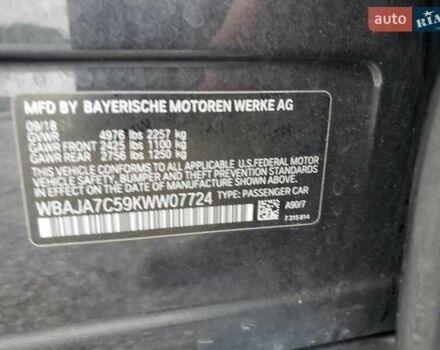 AUTO
RIA
MFD BY BAYERISCHE MOTOREN WERKE AG
09/18
GVWR 4976 lbs 2257 kg
GAWR FRONT 2425 lbs 1100 kg
GAWR REAR 2756 lbs 1250 kg
THIS VEHICLE CONFORMS TO ALL APPLICABLE U.S.FEDERAL MOTOR
VEHICLE SAFETY, BUMPER, AND THEFT PREVENTION STANDARDS IN
EFFECT ON THE DATE OF MANUFACTURE SHOWN ABOVE.
WBAJA7C59KWW07724 TYPE: PASSENGER CAR
A90/7
7 315 814